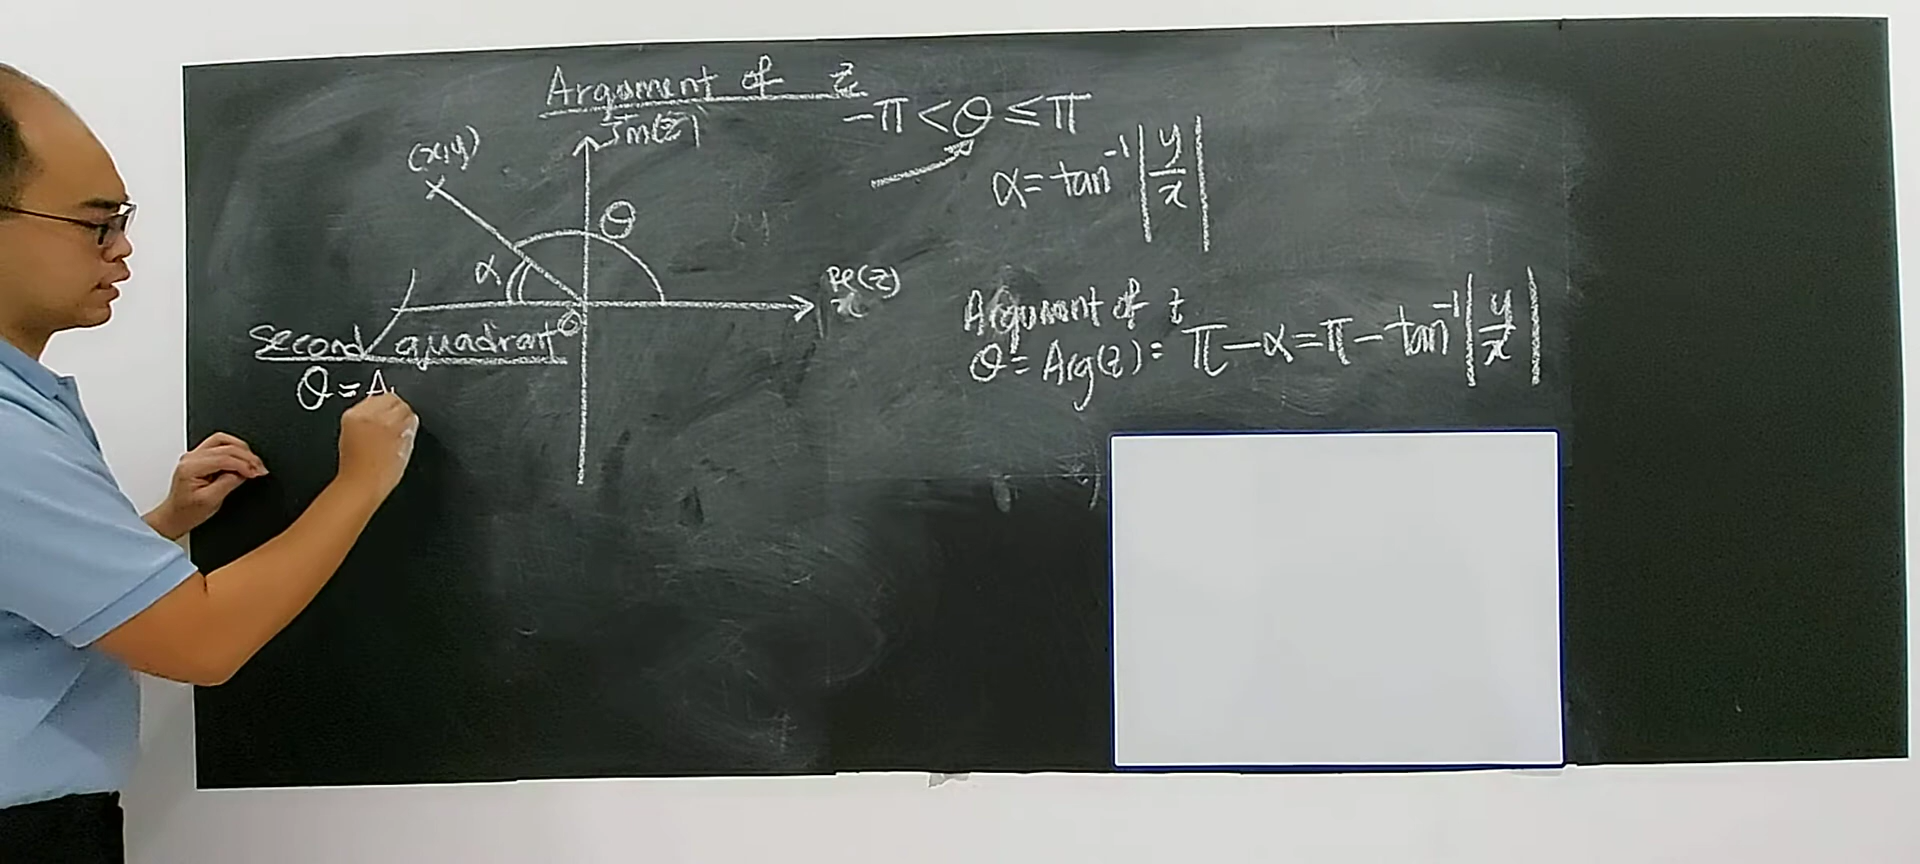 Argument of z
-π < θ ≤ π
Im(z)
(x,y)
α = tan⁻¹|y/x|
θ
α
Re(z)
x
O
Second quadrant
θ = A
Argument of z
θ = Arg(z) = π - α = π - tan⁻¹|y/x|